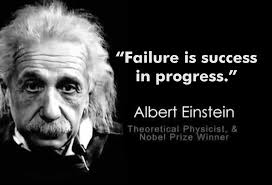 “Failure is success
in progress.”
Albert Einstein
Theoretical Physicist, &
Nobel Prize Winner